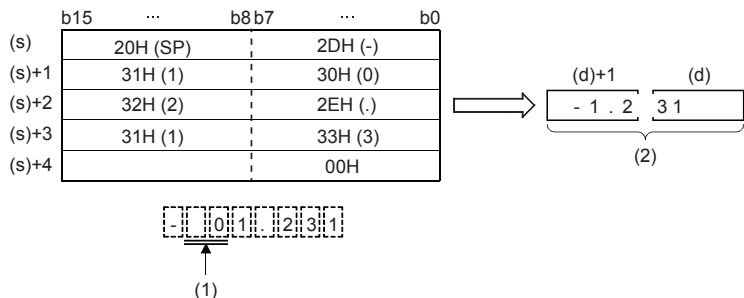 b15 ... b8 b7 ... b0
(s) 20H (SP) 2DH (-)
(s)+1 31H (1) 30H (0)
(s)+2 32H (2) 2EH (.)
(s)+3 31H (1) 33H (3)
(s)+4 00H
(d)+1 (d)
- 1 . 2 3 1
(2)
- 0 1 . 2 3 1
(1)